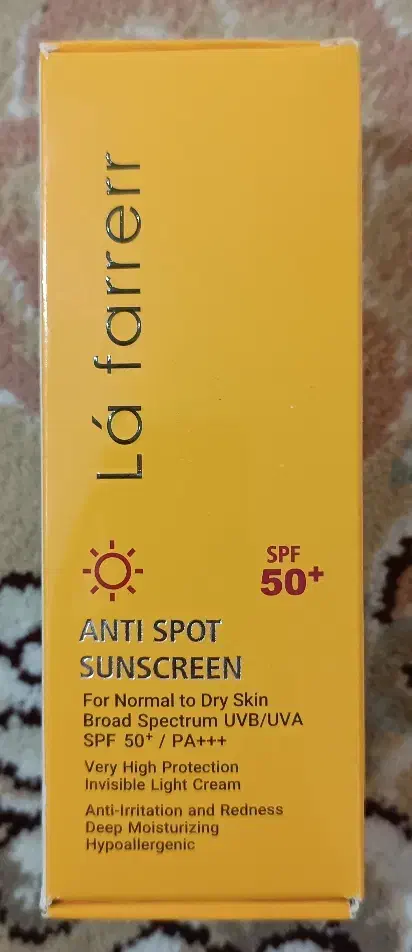 Lá farrerr
SPF
50+
ANTI SPOT
SUNSCREEN
For Normal to Dry Skin
Broad Spectrum UVB/UVA
SPF 50+ / PA+++
Very High Protection
Invisible Light Cream
Anti-Irritation and Redness
Deep Moisturizing
Hypoallergenic